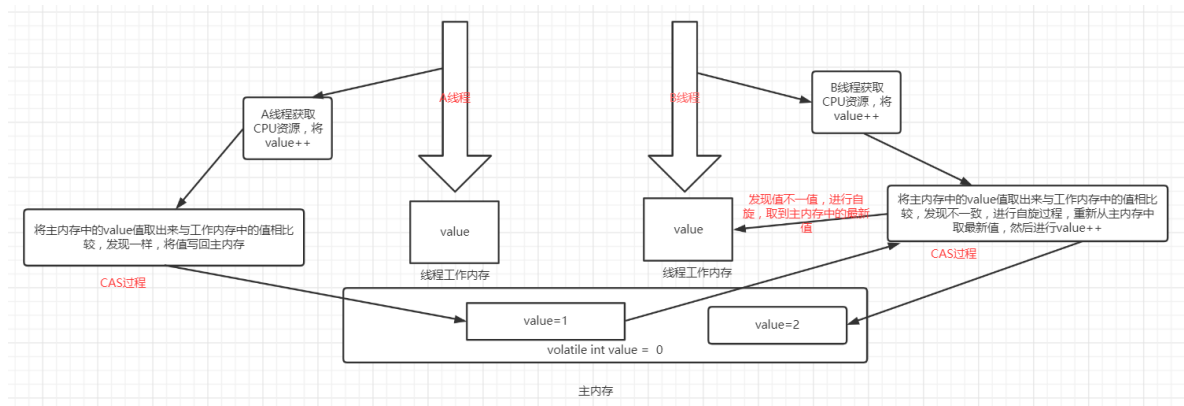 A线程
A线程获取
CPU资源，将
value++
将主内存中的value值取出来与工作内存中的值相比
较，发现一样，将值写回主内存
CAS过程
value
线程工作内存
B线程
B线程获取
CPU资源，将
value++
将主内存中的value值取出来与工作内存中的值相比
较，发现不一致，进行自旋过程，重新从主内存中
取最新值，然后进行value++
CAS过程
发现值不一值，进行自
旋，取到主内存中的最新
值
value
线程工作内存
value=1
value=2
volatile int value = 0
主内存